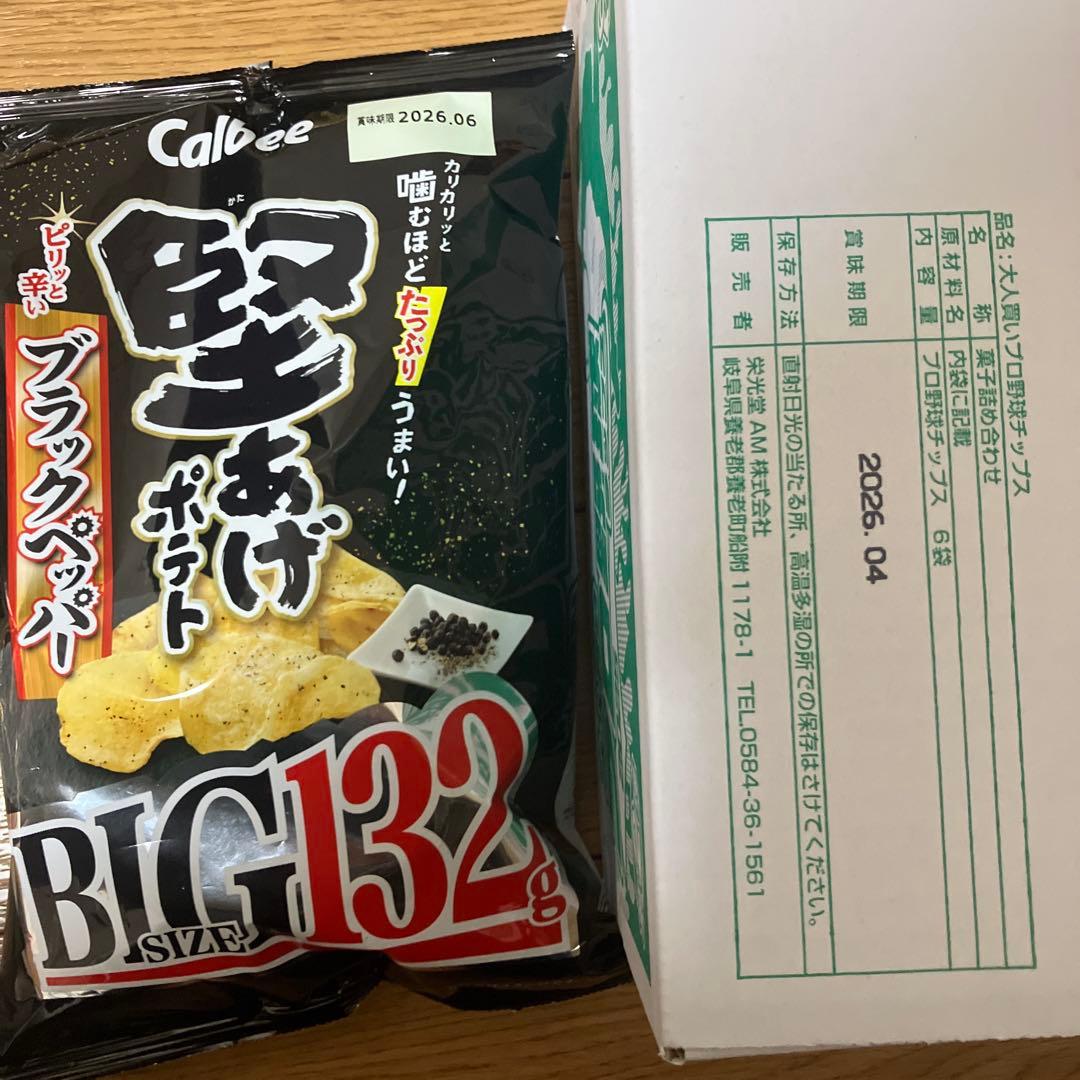 Calbee
賞味期限 2026.06
カリカリッと
噛むほど たっぷり うまい!
かた
堅あげ
ポテト
ピリッと
辛い
ブラックペッパー
BIG
SIZE
132g
品名:大人買いプロ野球チップス
名称 菓子詰め合わせ
原材料名 内袋に記載
内容量 プロ野球チップス 6袋
賞味期限 2026.04
保存方法 直射日光の当たる所、高温多湿の所での保存はさけてください。
販売者 栄光堂AM株式会社
岐阜県養老郡養老町船附1178-1 TEL.0584-36-1561